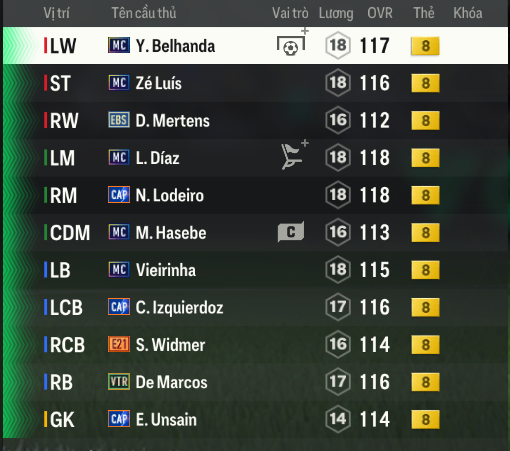 Vị trí Tên cầu thủ Vai trò Lương OVR Thẻ Khóa
LW MC Y. Belhanda 18 117 8
ST MC Zé Luís 18 116 8
RW EBS D. Mertens 16 112 8
LM MC L. Díaz 18 118 8
RM CAP N. Lodeiro 18 118 8
CDM MC M. Hasebe C 16 113 8
LB MC Vieirinha 18 115 8
LCB CAP C. Izquierdoz 17 116 8
RCB E21 S. Widmer 16 114 8
RB VTR De Marcos 17 116 8
GK CAP E. Unsain 14 114 8